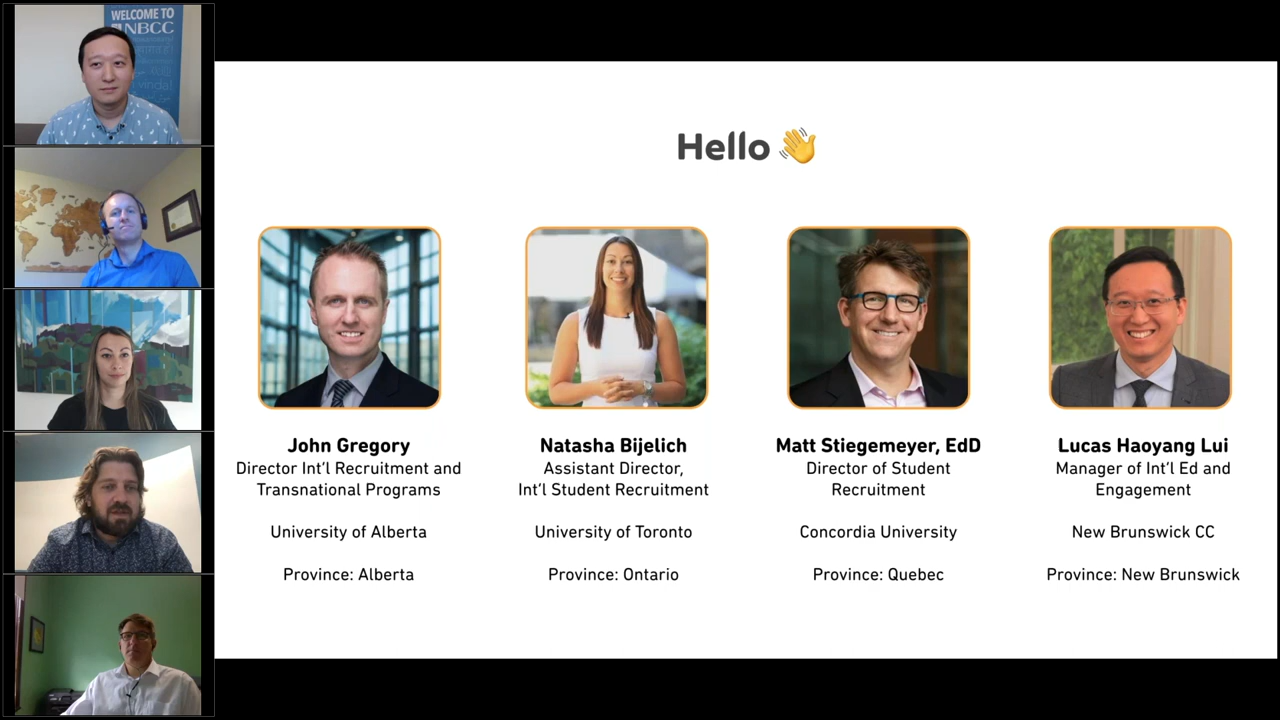 WELCOME TO
NBCC
Hello 👋
John Gregory
Director Int'l Recruitment and
Transnational Programs
University of Alberta
Province: Alberta
Natasha Bijelich
Assistant Director,
Int'l Student Recruitment
University of Toronto
Province: Ontario
Matt Stiegemeyer, EdD
Director of Student
Recruitment
Concordia University
Province: Quebec
Lucas Haoyang Lui
Manager of Int'l Ed and
Engagement
New Brunswick CC
Province: New Brunswick